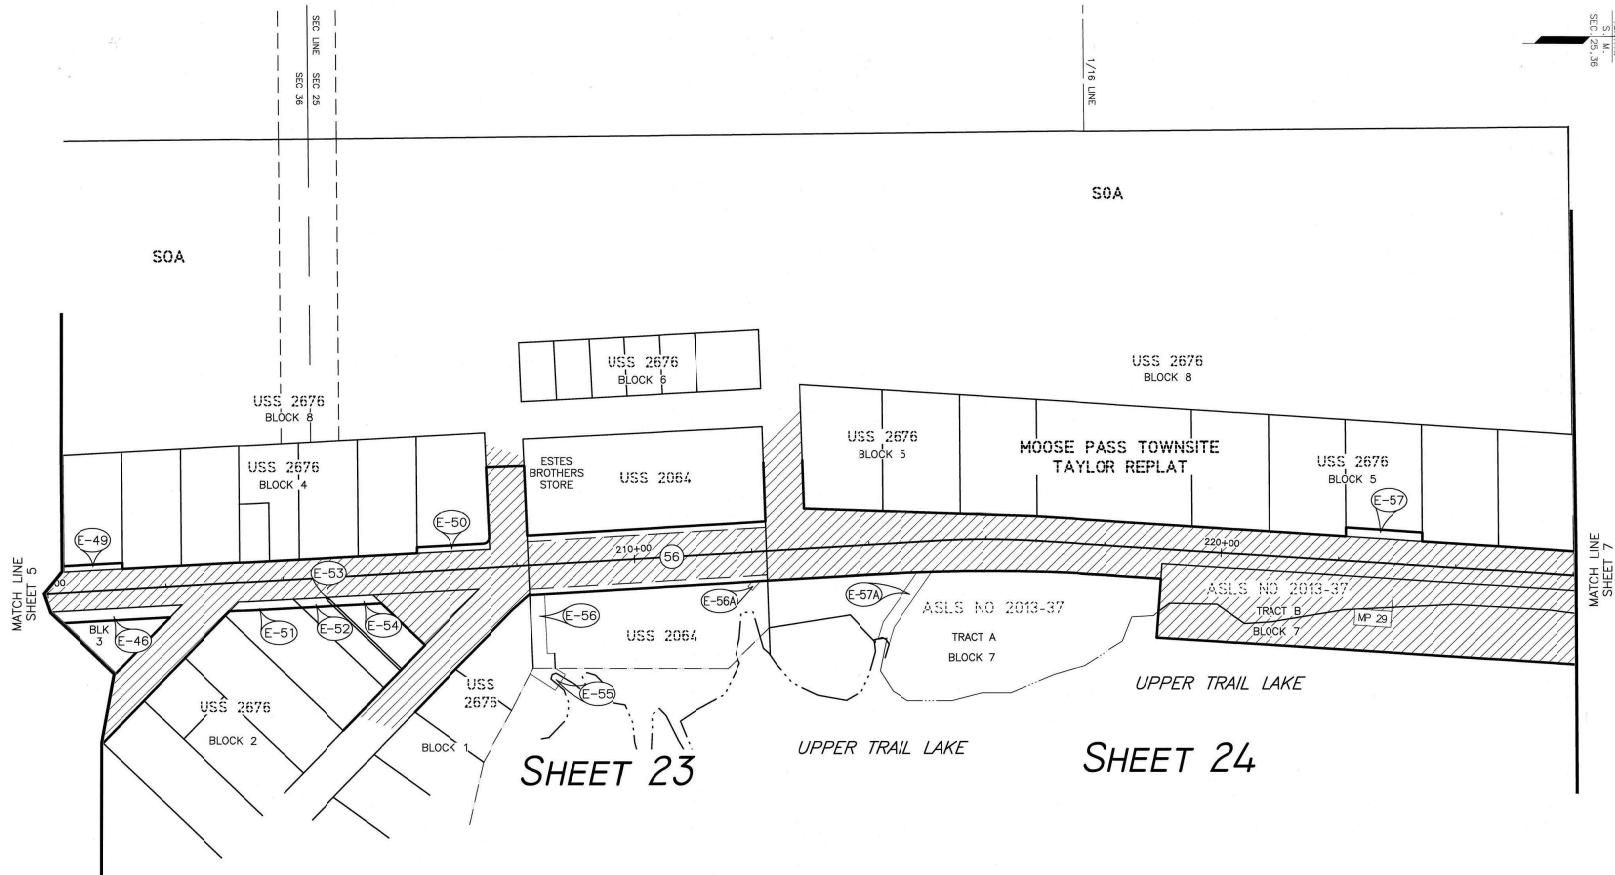 SEC LINE
SEC 25
SEC 36
1/16 LINE
S. M.
SEC. 25,36
SOA
SOA
USS 2676
BLOCK 6
USS 2676
BLOCK 8
USS 2676
BLOCK 8
USS 2676
BLOCK 4
ESTES
BROTHERS
STORE
USS 2064
USS 2676
BLOCK 5
MOOSE PASS TOWNSITE
TAYLOR REPLAT
USS 2676
BLOCK 5
E-57
E-49
E-50
E-53
210+00
56
220+00
MATCH LINE
SHEET 5
MATCH LINE
SHEET 7
00
BLK
3
E-46
E-51
E-52
E-54
E-56
E-56A
E-57A
USS 2064
ASLS NO 2013-37
TRACT A
BLOCK 7
ASLS NO 2013-37
TRACT B
BLOCK 7
MP 29
E-55
USS 2676
BLOCK 2
USS
2676
BLOCK 1
UPPER TRAIL LAKE
UPPER TRAIL LAKE
SHEET 23
SHEET 24